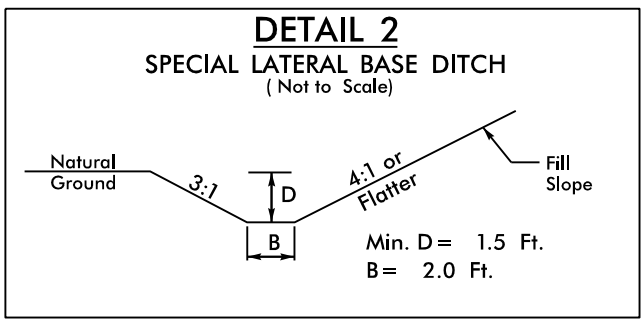 DETAIL 2
SPECIAL LATERAL BASE DITCH
( Not to Scale)
Natural
Ground
3:1
D
B
4:1 or
Flatter
Fill
Slope
Min. D = 1.5 Ft.
B = 2.0 Ft.